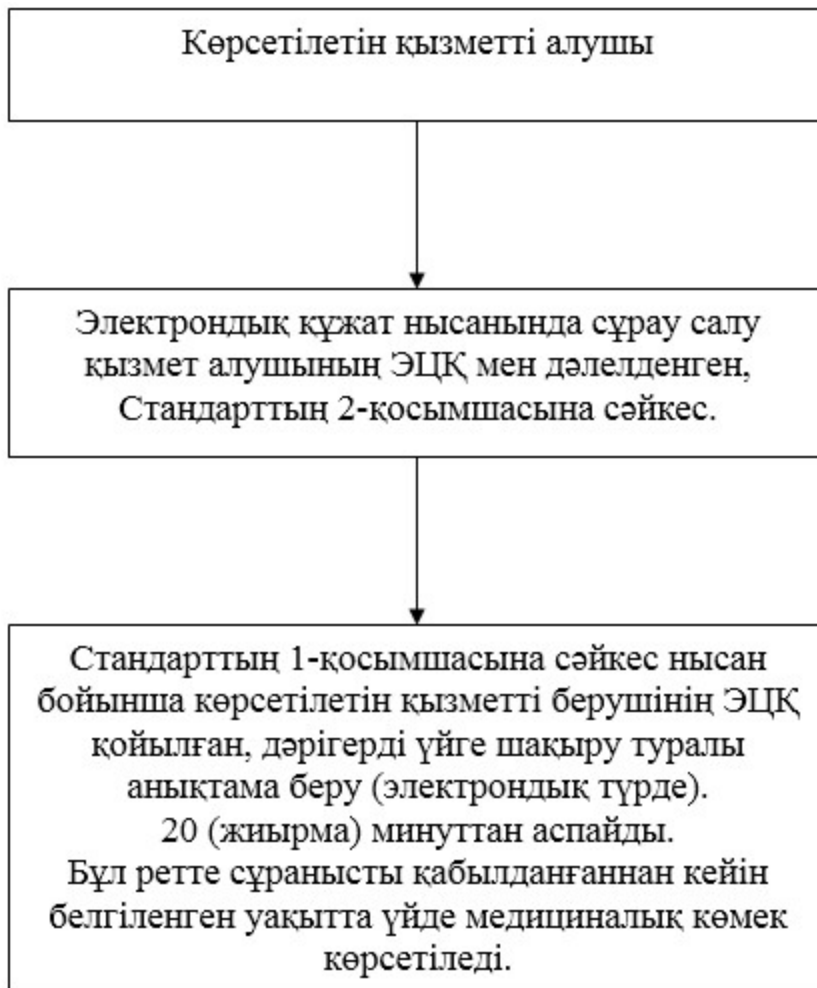 Көрсетілетін қызметті алушы
Электрондық құжат нысанында сұрау салу
қызмет алушының ЭЦҚ мен дәлелденген,
Стандарттың 2-қосымшасына сәйкес.
Стандарттың 1-қосымшасына сәйкес нысан
бойынша көрсетілетін қызметті берушінің ЭЦҚ
қойылған, дәрігерді үйге шақыру туралы
анықтама беру (электрондық түрде).
20 (жиырма) минуттан аспайды.
Бұл ретте сұранысты қабылданғаннан кейін
белгіленген уақытта үйде медициналық көмек
көрсетіледі.